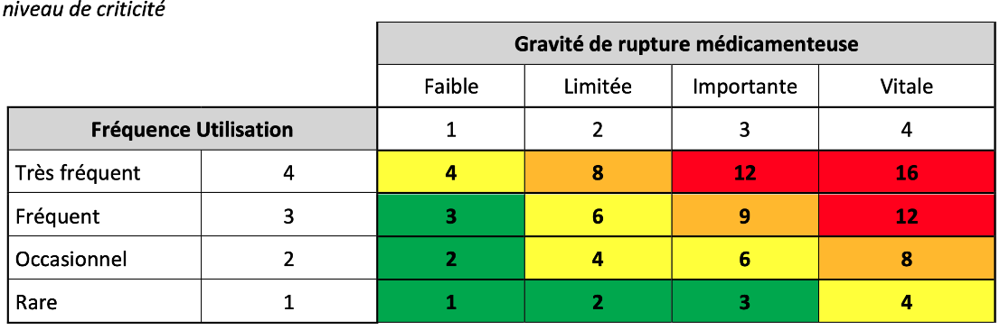 niveau de criticité
Gravité de rupture médicamenteuse
Faible Limitée Importante Vitale
Fréquence Utilisation 1 2 3 4
Très fréquent 4 4 8 12 16
Fréquent 3 3 6 9 12
Occasionnel 2 2 4 6 8
Rare 1 1 2 3 4